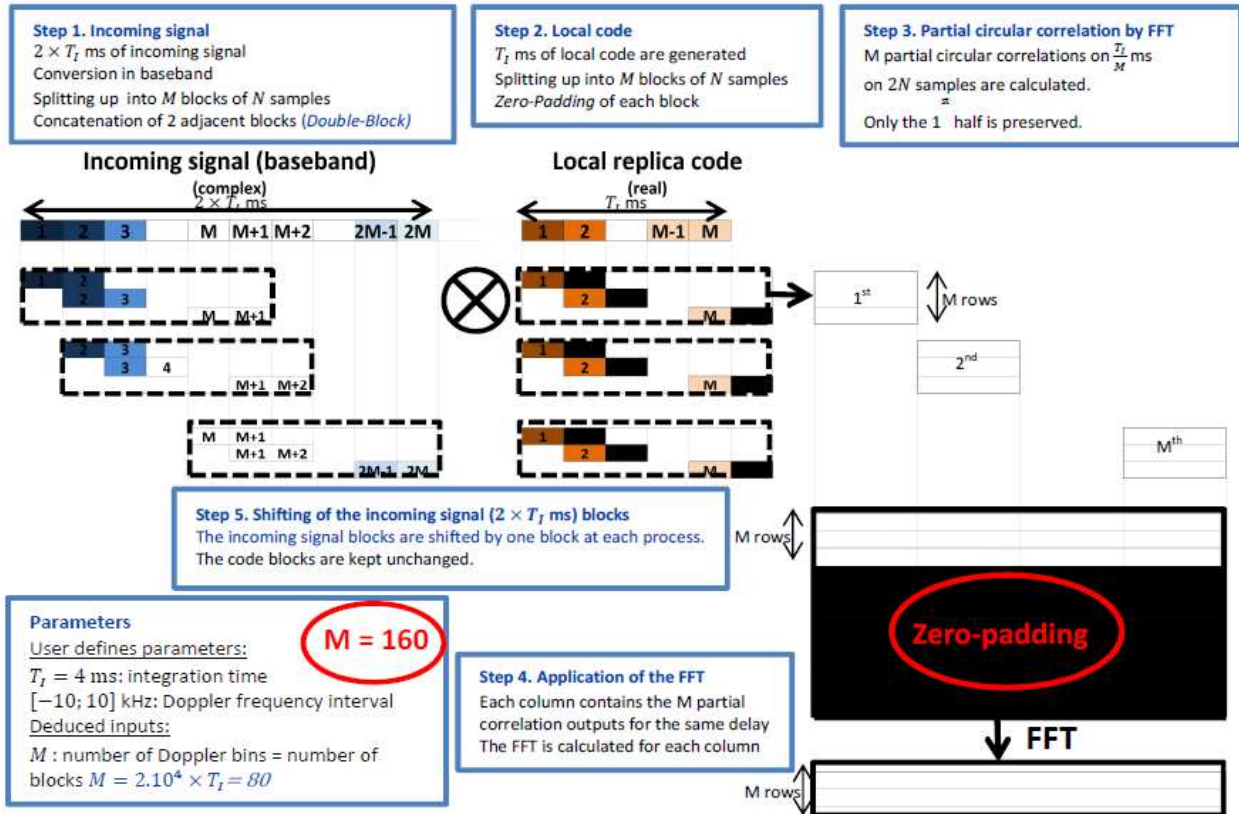 Step 1. Incoming signal
2 × T_I ms of incoming signal
Conversion in baseband
Splitting up into M blocks of N samples
Concatenation of 2 adjacent blocks (Double-Block)
Step 2. Local code
T_I ms of local code are generated
Splitting up into M blocks of N samples
Zero-Padding of each block
Step 3. Partial circular correlation by FFT
M partial circular correlations on T_I/M ms
on 2N samples are calculated.
Only the 1st half is preserved.
Incoming signal (baseband)
(complex)
2 × T_I ms
1 2 3 M M+1 M+2 2M-1 2M
Local replica code
(real)
T_I ms
1 2 M-1 M
1 2
2 3
M M+1
1
2
M
1st
M rows
2 3
3 4
M+1 M+2
1
2
M
2nd
M M+1
M+1 M+2
2M-1 2M
1
2
M
Mth
Step 5. Shifting of the incoming signal (2 × T_I ms) blocks
The incoming signal blocks are shifted by one block at each process.
The code blocks are kept unchanged.
M rows
Zero-padding
Parameters
M = 160
User defines parameters:
T_I = 4 ms: integration time
[−10; 10] kHz: Doppler frequency interval
Deduced inputs:
M : number of Doppler bins = number of
blocks M = 2.10⁴ × T_I = 80
Step 4. Application of the FFT
Each column contains the M partial
correlation outputs for the same delay
The FFT is calculated for each column
FFT
M rows